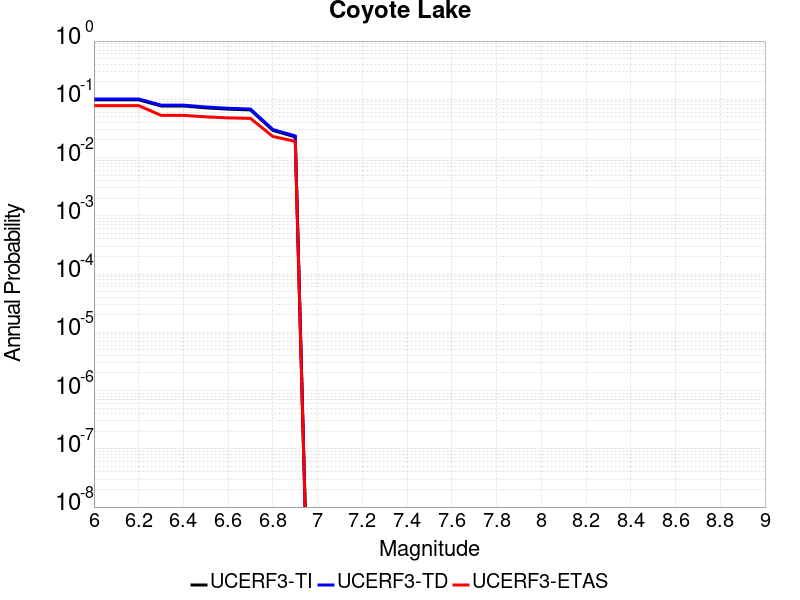 Coyote Lake
10^0
10^-1
10^-2
10^-3
10^-4
10^-5
10^-6
10^-7
10^-8
Annual Probability
6 6.2 6.4 6.6 6.8 7 7.2 7.4 7.6 7.8 8 8.2 8.4 8.6 8.8 9
Magnitude
UCERF3-TI UCERF3-TD UCERF3-ETAS